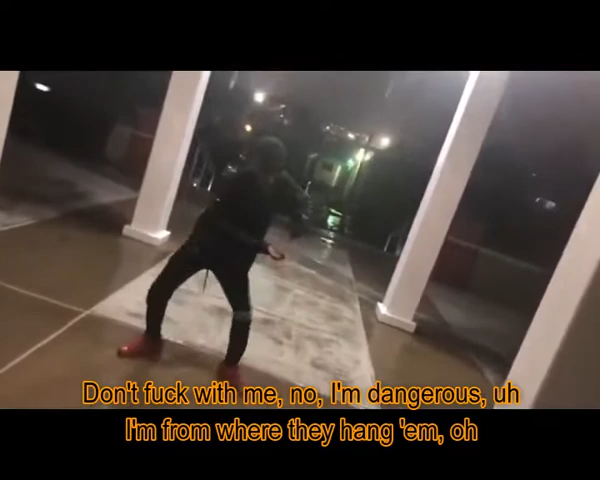 Don't fuck with me, no, I'm dangerous, uh
I'm from where they hang 'em, oh